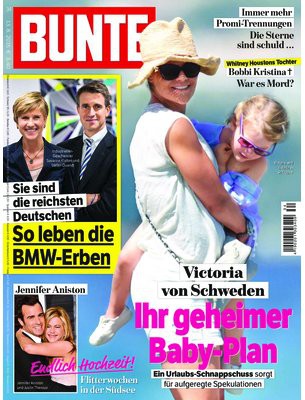 Immer mehr
Promi-Trennungen
Die Sterne
sind schuld ...
BUNTE
Whitney Houstons Tochter
Bobbi Kristina †
War es Mord?
Sie sind
die reichsten
Deutschen
So leben die
BMW-Erben
Victoria
von Schweden
Ihr geheimer
Baby-Plan
Ein Urlaubs-Schnappschuss sorgt
für aufgeregte Spekulationen
Jennifer Aniston
Endlich Hochzeit!
Flitterwochen
in der Südsee